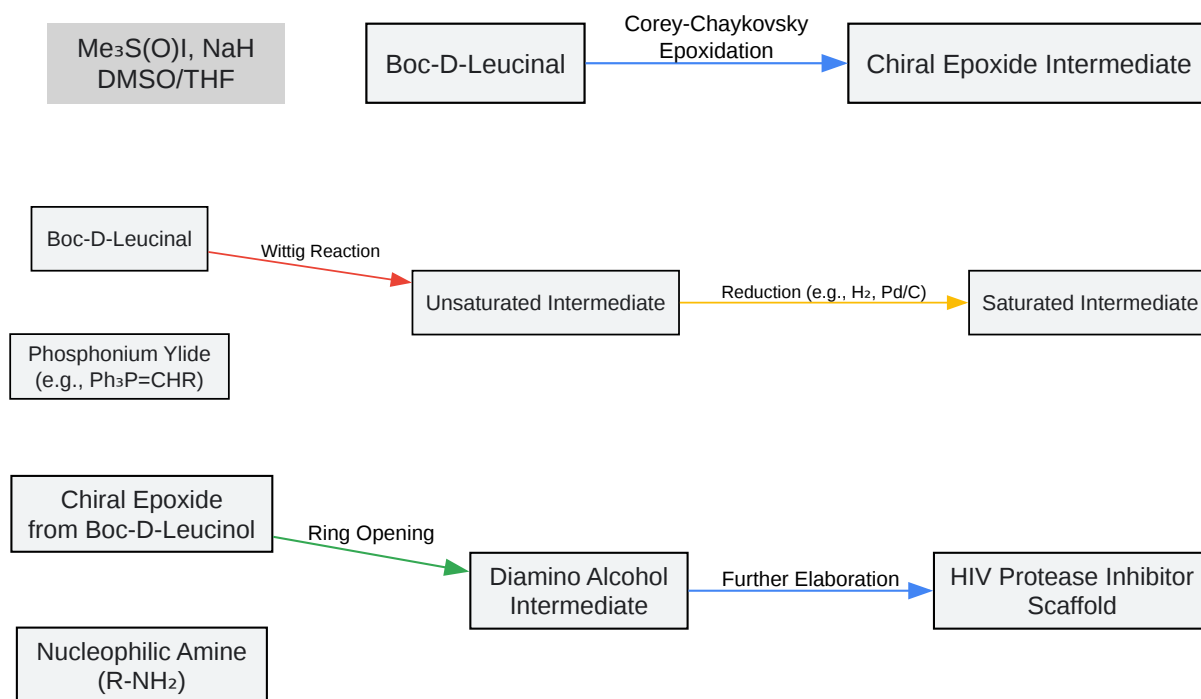 Me₃S(O)I, NaH
DMSO/THF
Boc-D-Leucinal
Corey-Chaykovsky
Epoxidation
Chiral Epoxide Intermediate
Boc-D-Leucinal
Wittig Reaction
Unsaturated Intermediate
Reduction (e.g., H₂, Pd/C)
Saturated Intermediate
Phosphonium Ylide
(e.g., Ph₃P=CHR)
Chiral Epoxide
from Boc-D-Leucinol
Ring Opening
Diamino Alcohol
Intermediate
Further Elaboration
HIV Protease Inhibitor
Scaffold
Nucleophilic Amine
(R-NH₂)